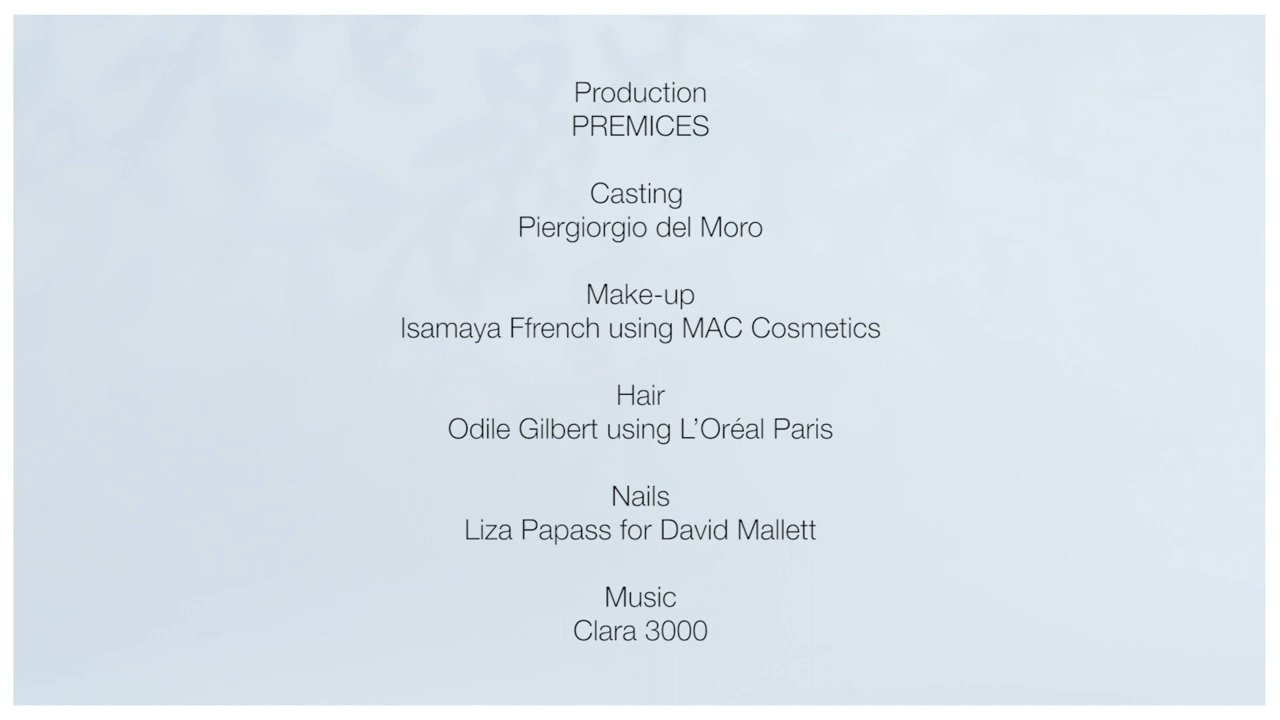 Production
PREMICES
Casting
Piergiorgio del Moro
Make-up
Isamaya Ffrench using MAC Cosmetics
Hair
Odile Gilbert using L’Oréal Paris
Nails
Liza Papass for David Mallett
Music
Clara 3000